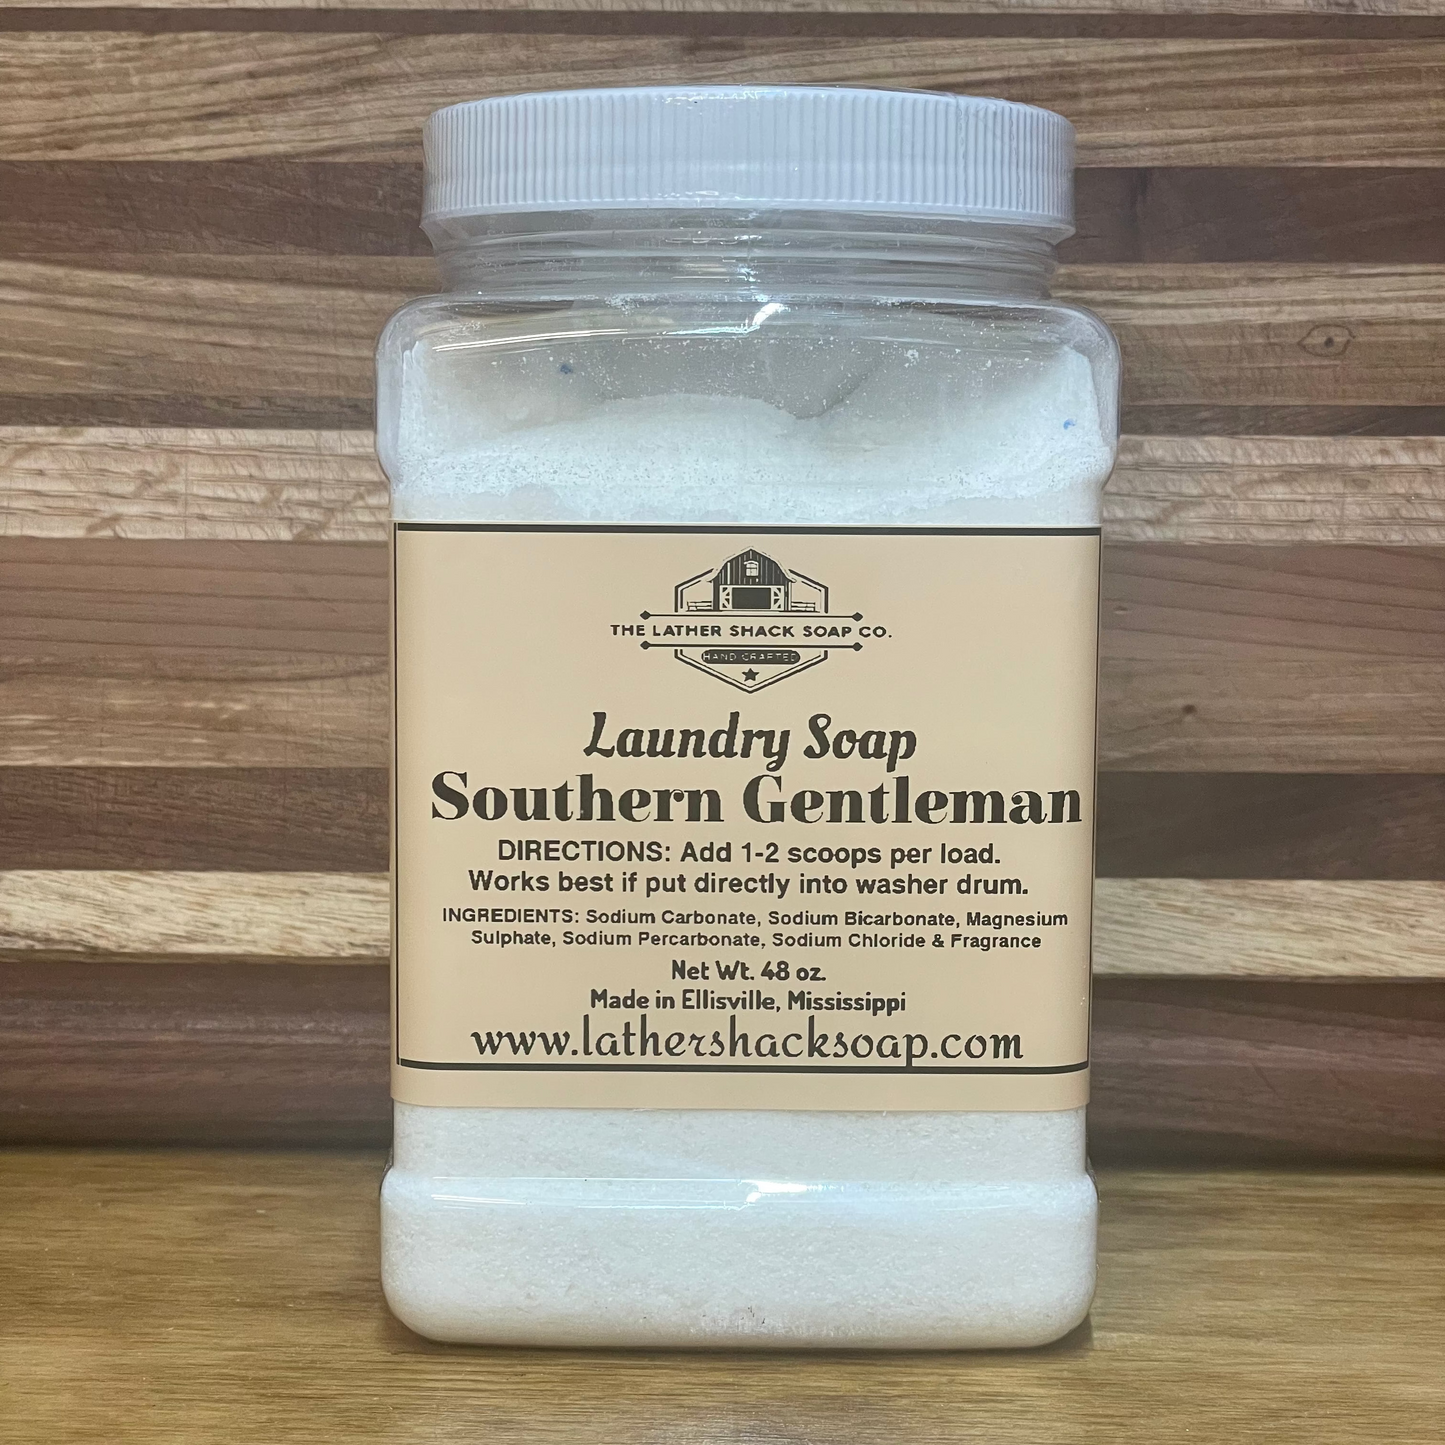 THE LATHER SHACK SOAP CO.
HAND CRAFTED
Laundry Soap
Southern Gentleman
DIRECTIONS: Add 1-2 scoops per load.
Works best if put directly into washer drum.
INGREDIENTS: Sodium Carbonate, Sodium Bicarbonate, Magnesium
Sulphate, Sodium Percarbonate, Sodium Chloride & Fragrance
Net Wt. 48 oz.
Made in Ellisville, Mississippi
www.lathershacksoap.com